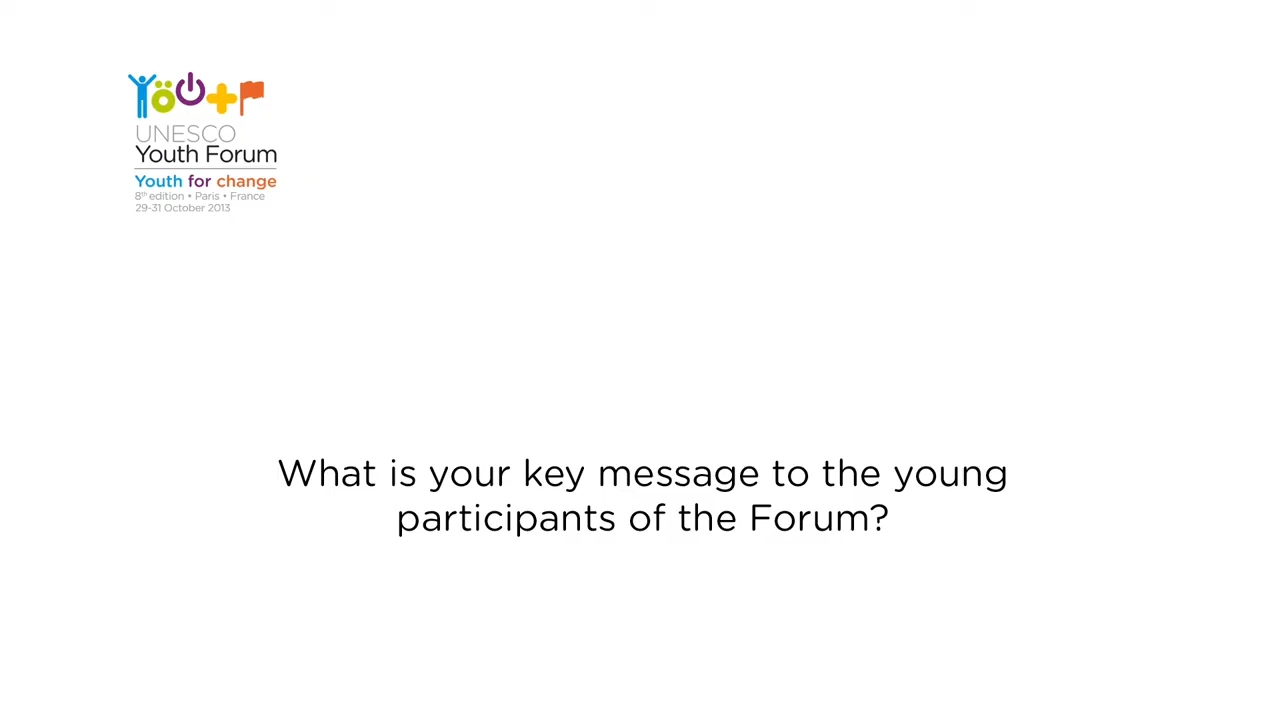 UNESCO
Youth Forum
Youth for change
8th edition • Paris • France
29-31 October 2013
What is your key message to the young
participants of the Forum?